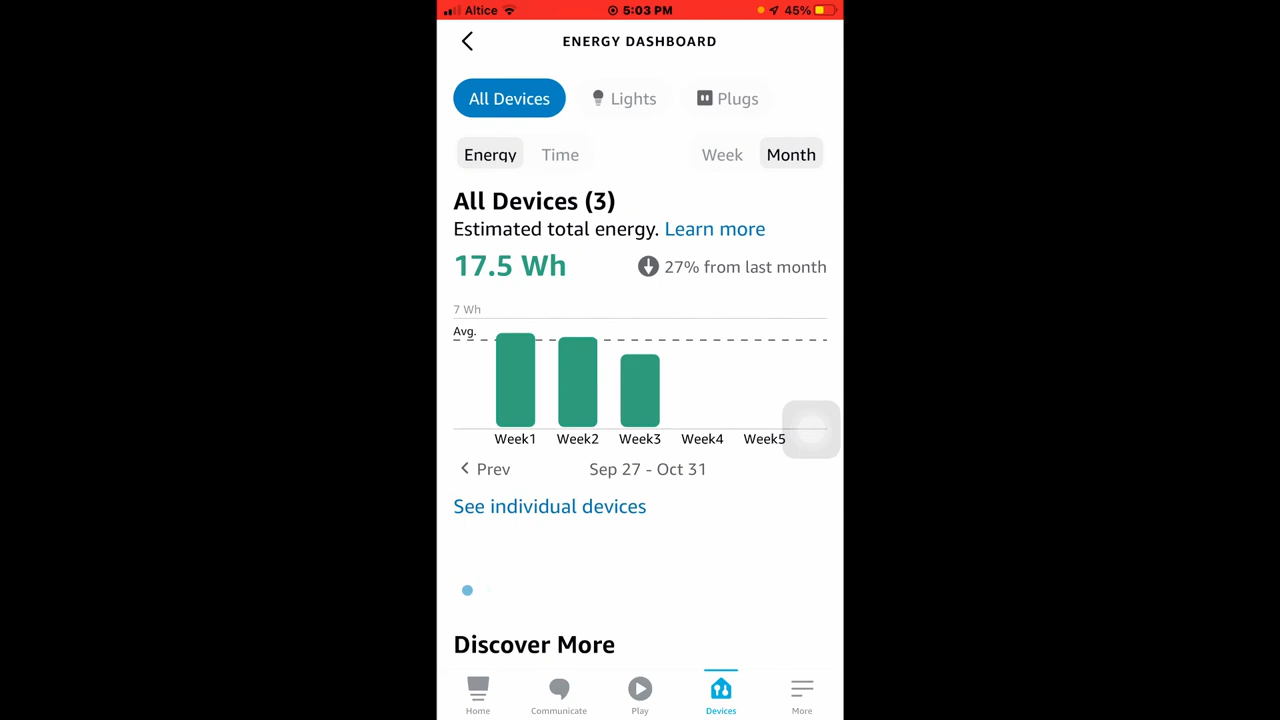 Altice 5:03 PM 45%
ENERGY DASHBOARD
All Devices Lights Plugs
Energy Time Week Month
All Devices (3)
Estimated total energy. Learn more
17.5 Wh 27% from last month
7 Wh
Avg.
Week1 Week2 Week3 Week4 Week5
Prev Sep 27 - Oct 31
See individual devices
Discover More
Home Communicate Play Devices More